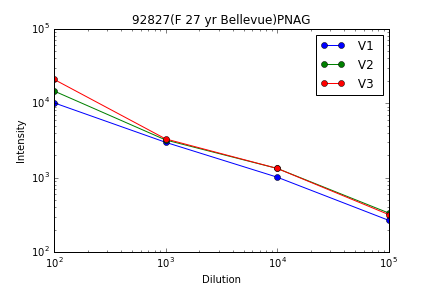 92827(F 27 yr Bellevue)PNAG
10^5
10^4
10^3
10^2
Intensity
V1
V2
V3
10^2 10^3 10^4 10^5
Dilution